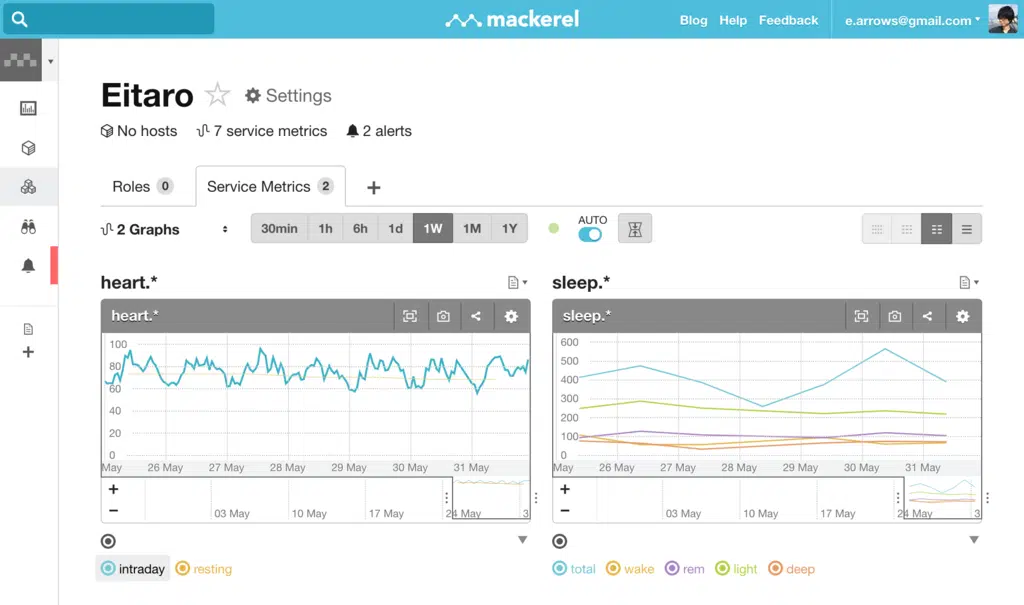 mackerel
Blog Help Feedback e.arrows@gmail.com
Eitaro Settings
No hosts 7 service metrics 2 alerts
Roles 0 Service Metrics 2 +
2 Graphs 30min 1h 6h 1d 1W 1M 1Y AUTO
heart.*
heart.*
100
80
60
40
20
0
May 26 May 27 May 28 May 29 May 30 May 31 May
+
−
03 May 10 May 17 May 24 May 3
intraday resting
sleep.*
sleep.*
600
500
400
300
200
100
0
May 26 May 27 May 28 May 29 May 30 May 31 May
+
−
03 May 10 May 17 May 24 May 3
total wake rem light deep
+